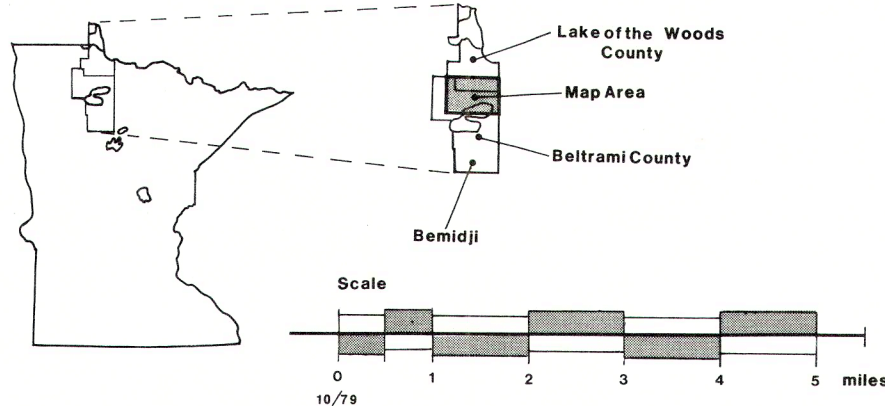 Lake of the Woods
County
Map Area
Beltrami County
Bemidji
Scale
0 1 2 3 4 5 miles
10/79